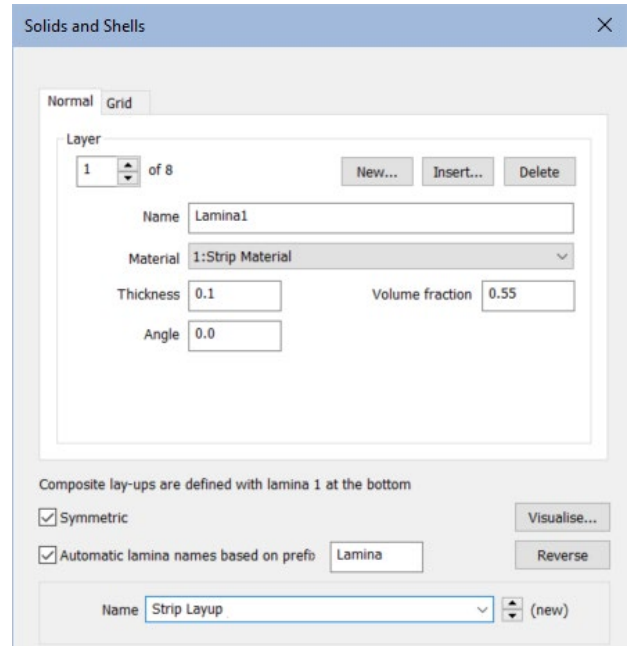 Solids and Shells
Normal Grid
Layer
1 of 8 New... Insert... Delete
Name Lamina1
Material 1:Strip Material
Thickness 0.1 Volume fraction 0.55
Angle 0.0
Composite lay-ups are defined with lamina 1 at the bottom
Symmetric Visualise...
Automatic lamina names based on prefix Lamina Reverse
Name Strip Layup (new)